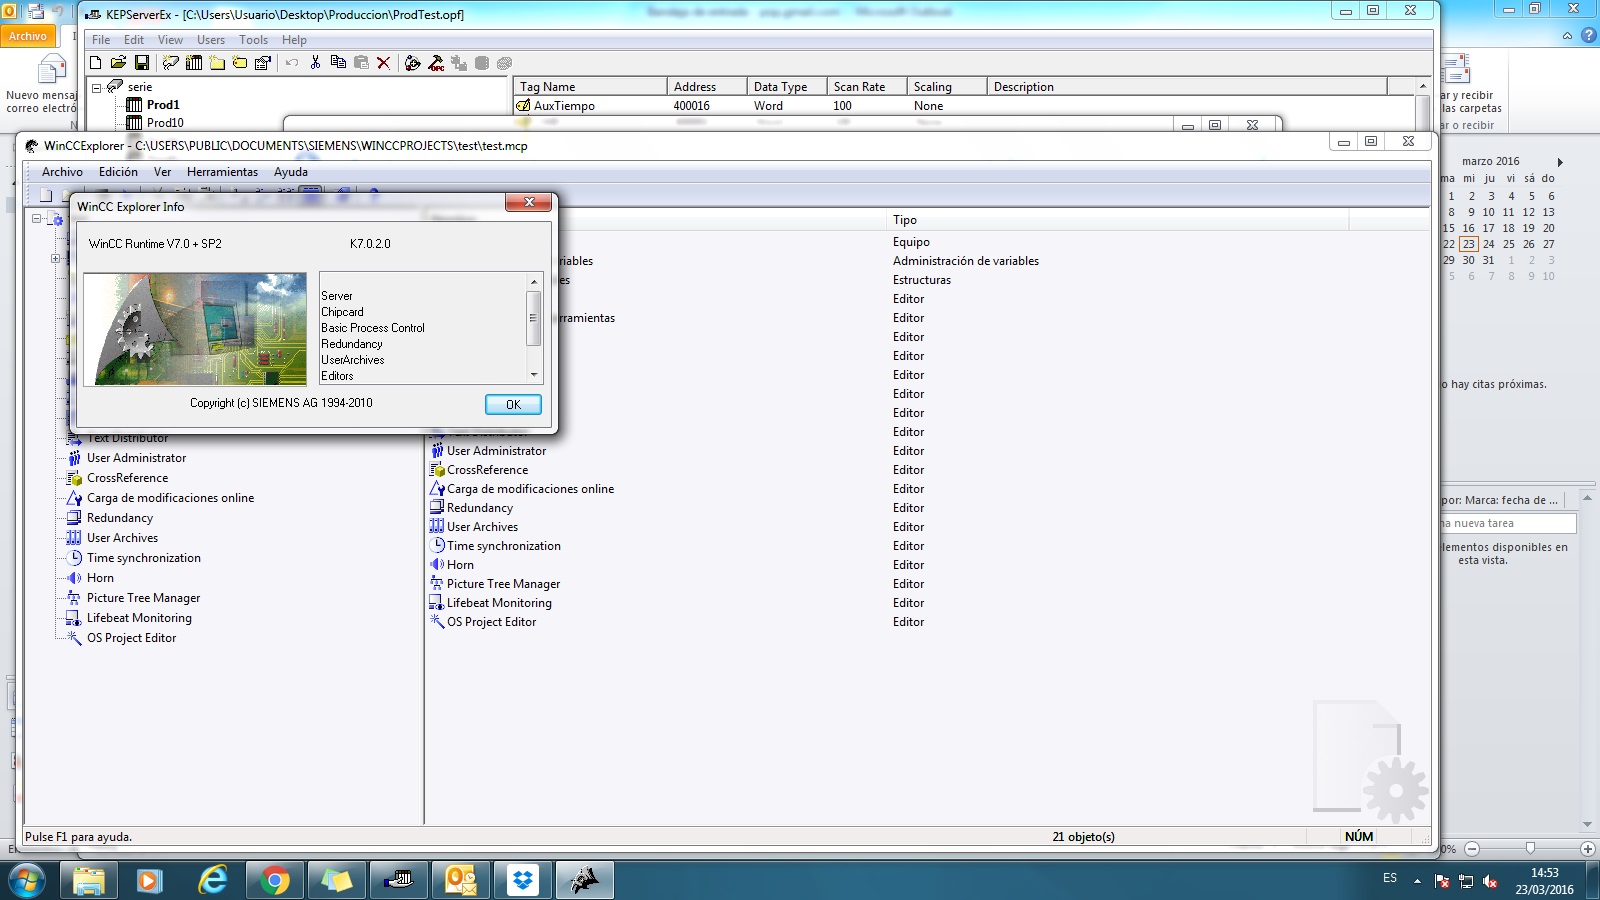 KEPServerEx - [C:\Users\Usuario\Desktop\Produccion\ProdTest.opf]
Archivo
File Edit View Users Tools Help
Nuevo mensaj
correo electró
serie
Prod1
Prod10
Tag Name Address Data Type Scan Rate Scaling Description
AuxTiempo 400016 Word 100 None
ar y recibir
las carpetas
ar o recibir
WinCCExplorer - C:\USERS\PUBLIC\DOCUMENTS\SIEMENS\WINCCPROJECTS\test\test.mcp
Archivo Edición Ver Herramientas Ayuda
WinCC Explorer Info
WinCC Runtime V7.0 + SP2 K7.0.2.0
Server
Chipcard
Basic Process Control
Redundancy
UserArchives
Editors
Copyright (c) SIEMENS AG 1994-2010
OK
Text Distributor
User Administrator
CrossReference
Carga de modificaciones online
Redundancy
User Archives
Time synchronization
Horn
Picture Tree Manager
Lifebeat Monitoring
OS Project Editor
Tipo
Equipo
riables Administración de variables
es Estructuras
Editor
rramientas Editor
Editor
Editor
Editor
Editor
Editor
Editor
User Administrator Editor
CrossReference Editor
Carga de modificaciones online Editor
Redundancy Editor
User Archives Editor
Time synchronization Editor
Horn Editor
Picture Tree Manager Editor
Lifebeat Monitoring Editor
OS Project Editor Editor
Pulse F1 para ayuda. 21 objeto(s) NÚM
marzo 2016
ma mi ju vi sá do
1 2 3 4 5 6
8 9 10 11 12 13
15 16 17 18 19 20
22 23 24 25 26 27
29 30 31 1 2 3
5 6 7 8 9 10
o hay citas próximas.
por: Marca: fecha de ...
na nueva tarea
lementos disponibles en
esta vista.
0%
ES
14:53
23/03/2016